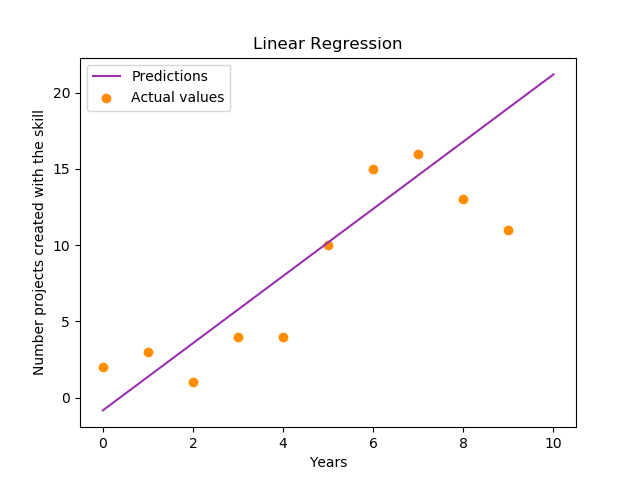 Linear Regression
Predictions
Actual values
20
15
10
5
0
Number projects created with the skill
0
2
4
6
8
10
Years